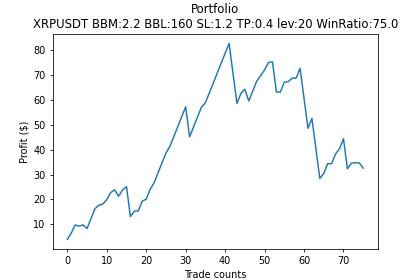 Portfolio
XRPUSDT BBM:2.2 BBL:160 SL:1.2 TP:0.4 lev:20 WinRatio:75.0
80
70
60
50
40
30
20
10
Profit ($)
0 10 20 30 40 50 60 70
Trade counts